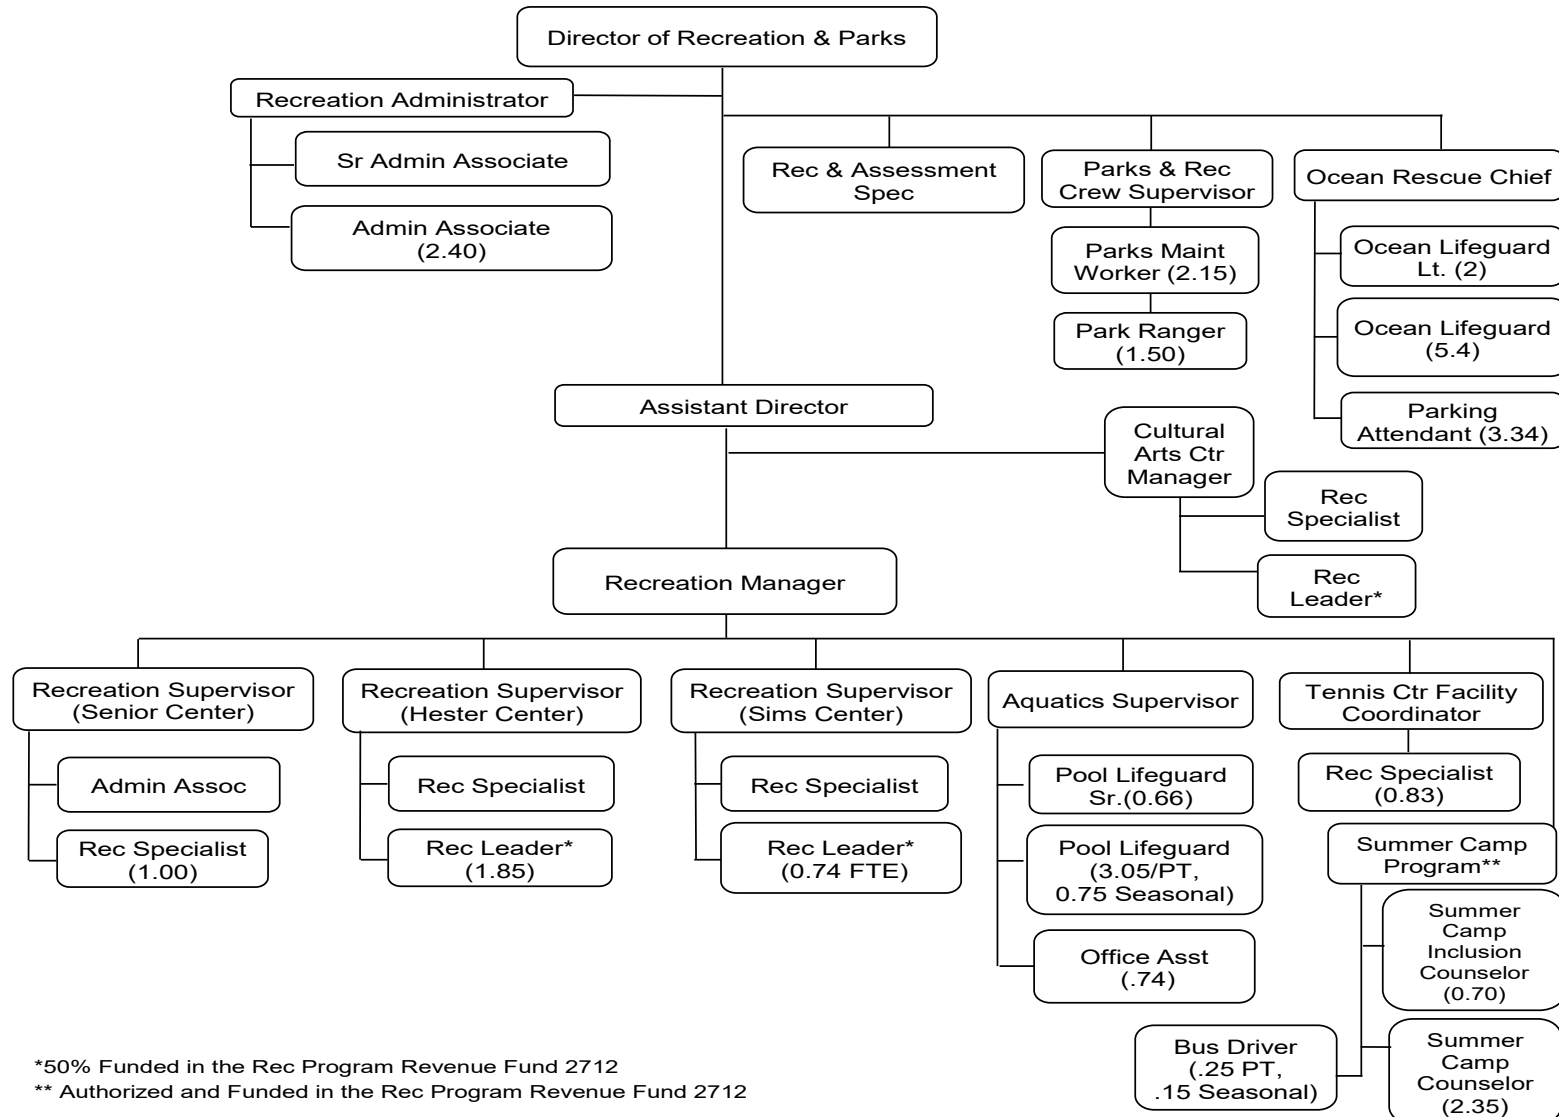 Director of Recreation & Parks
Recreation Administrator
Sr Admin Associate
Admin Associate
(2.40)
Rec & Assessment
Spec
Parks & Rec
Crew Supervisor
Parks Maint
Worker (2.15)
Park Ranger
(1.50)
Ocean Rescue Chief
Ocean Lifeguard
Lt. (2)
Ocean Lifeguard
(5.4)
Parking
Attendant (3.34)
Assistant Director
Cultural
Arts Ctr
Manager
Rec
Specialist
Rec
Leader*
Recreation Manager
Recreation Supervisor
(Senior Center)
Admin Assoc
Rec Specialist
(1.00)
Recreation Supervisor
(Hester Center)
Rec Specialist
Rec Leader*
(1.85)
Recreation Supervisor
(Sims Center)
Rec Specialist
Rec Leader*
(0.74 FTE)
Aquatics Supervisor
Pool Lifeguard
Sr.(0.66)
Pool Lifeguard
(3.05/PT,
0.75 Seasonal)
Office Asst
(.74)
Tennis Ctr Facility
Coordinator
Rec Specialist
(0.83)
Summer Camp
Program**
Summer
Camp
Inclusion
Counselor
(0.70)
Bus Driver
(.25 PT,
.15 Seasonal)
Summer
Camp
Counselor
(2.35)
*50% Funded in the Rec Program Revenue Fund 2712
** Authorized and Funded in the Rec Program Revenue Fund 2712